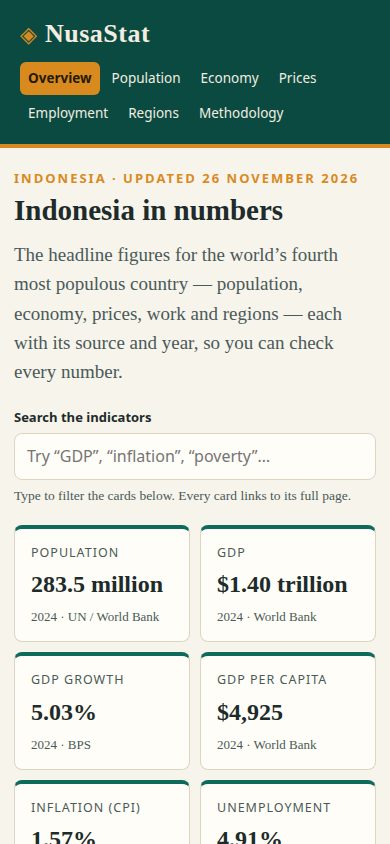 ◈ NusaStat
Overview Population Economy Prices
Employment Regions Methodology
INDONESIA · UPDATED 26 NOVEMBER 2026
Indonesia in numbers
The headline figures for the world’s fourth
most populous country — population,
economy, prices, work and regions — each
with its source and year, so you can check
every number.
Search the indicators
Try “GDP”, “inflation”, “poverty”…
Type to filter the cards below. Every card links to its full page.
POPULATION
283.5 million
2024 · UN / World Bank
GDP
$1.40 trillion
2024 · World Bank
GDP GROWTH
5.03%
2024 · BPS
GDP PER CAPITA
$4,925
2024 · World Bank
INFLATION (CPI)
1.57%
UNEMPLOYMENT
4.91%